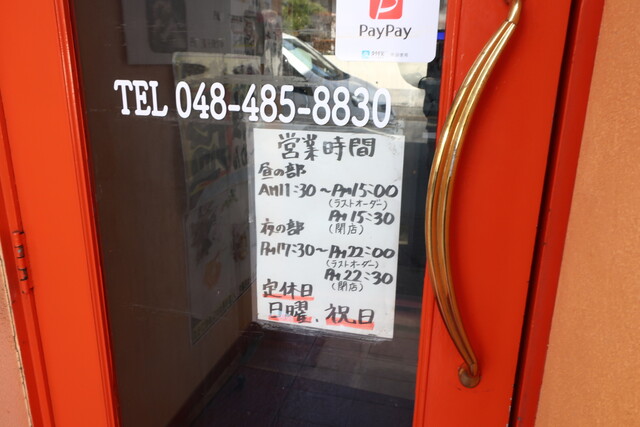 PayPay
TEL 048-485-8830
営業時間
昼の部
AM11:30～PM15:00
(ラストオーダー)
PM15:30
(閉店)
夜の部
PM17:30～PM22:00
(ラストオーダー)
PM22:30
(閉店)
定休日
日曜.祝日